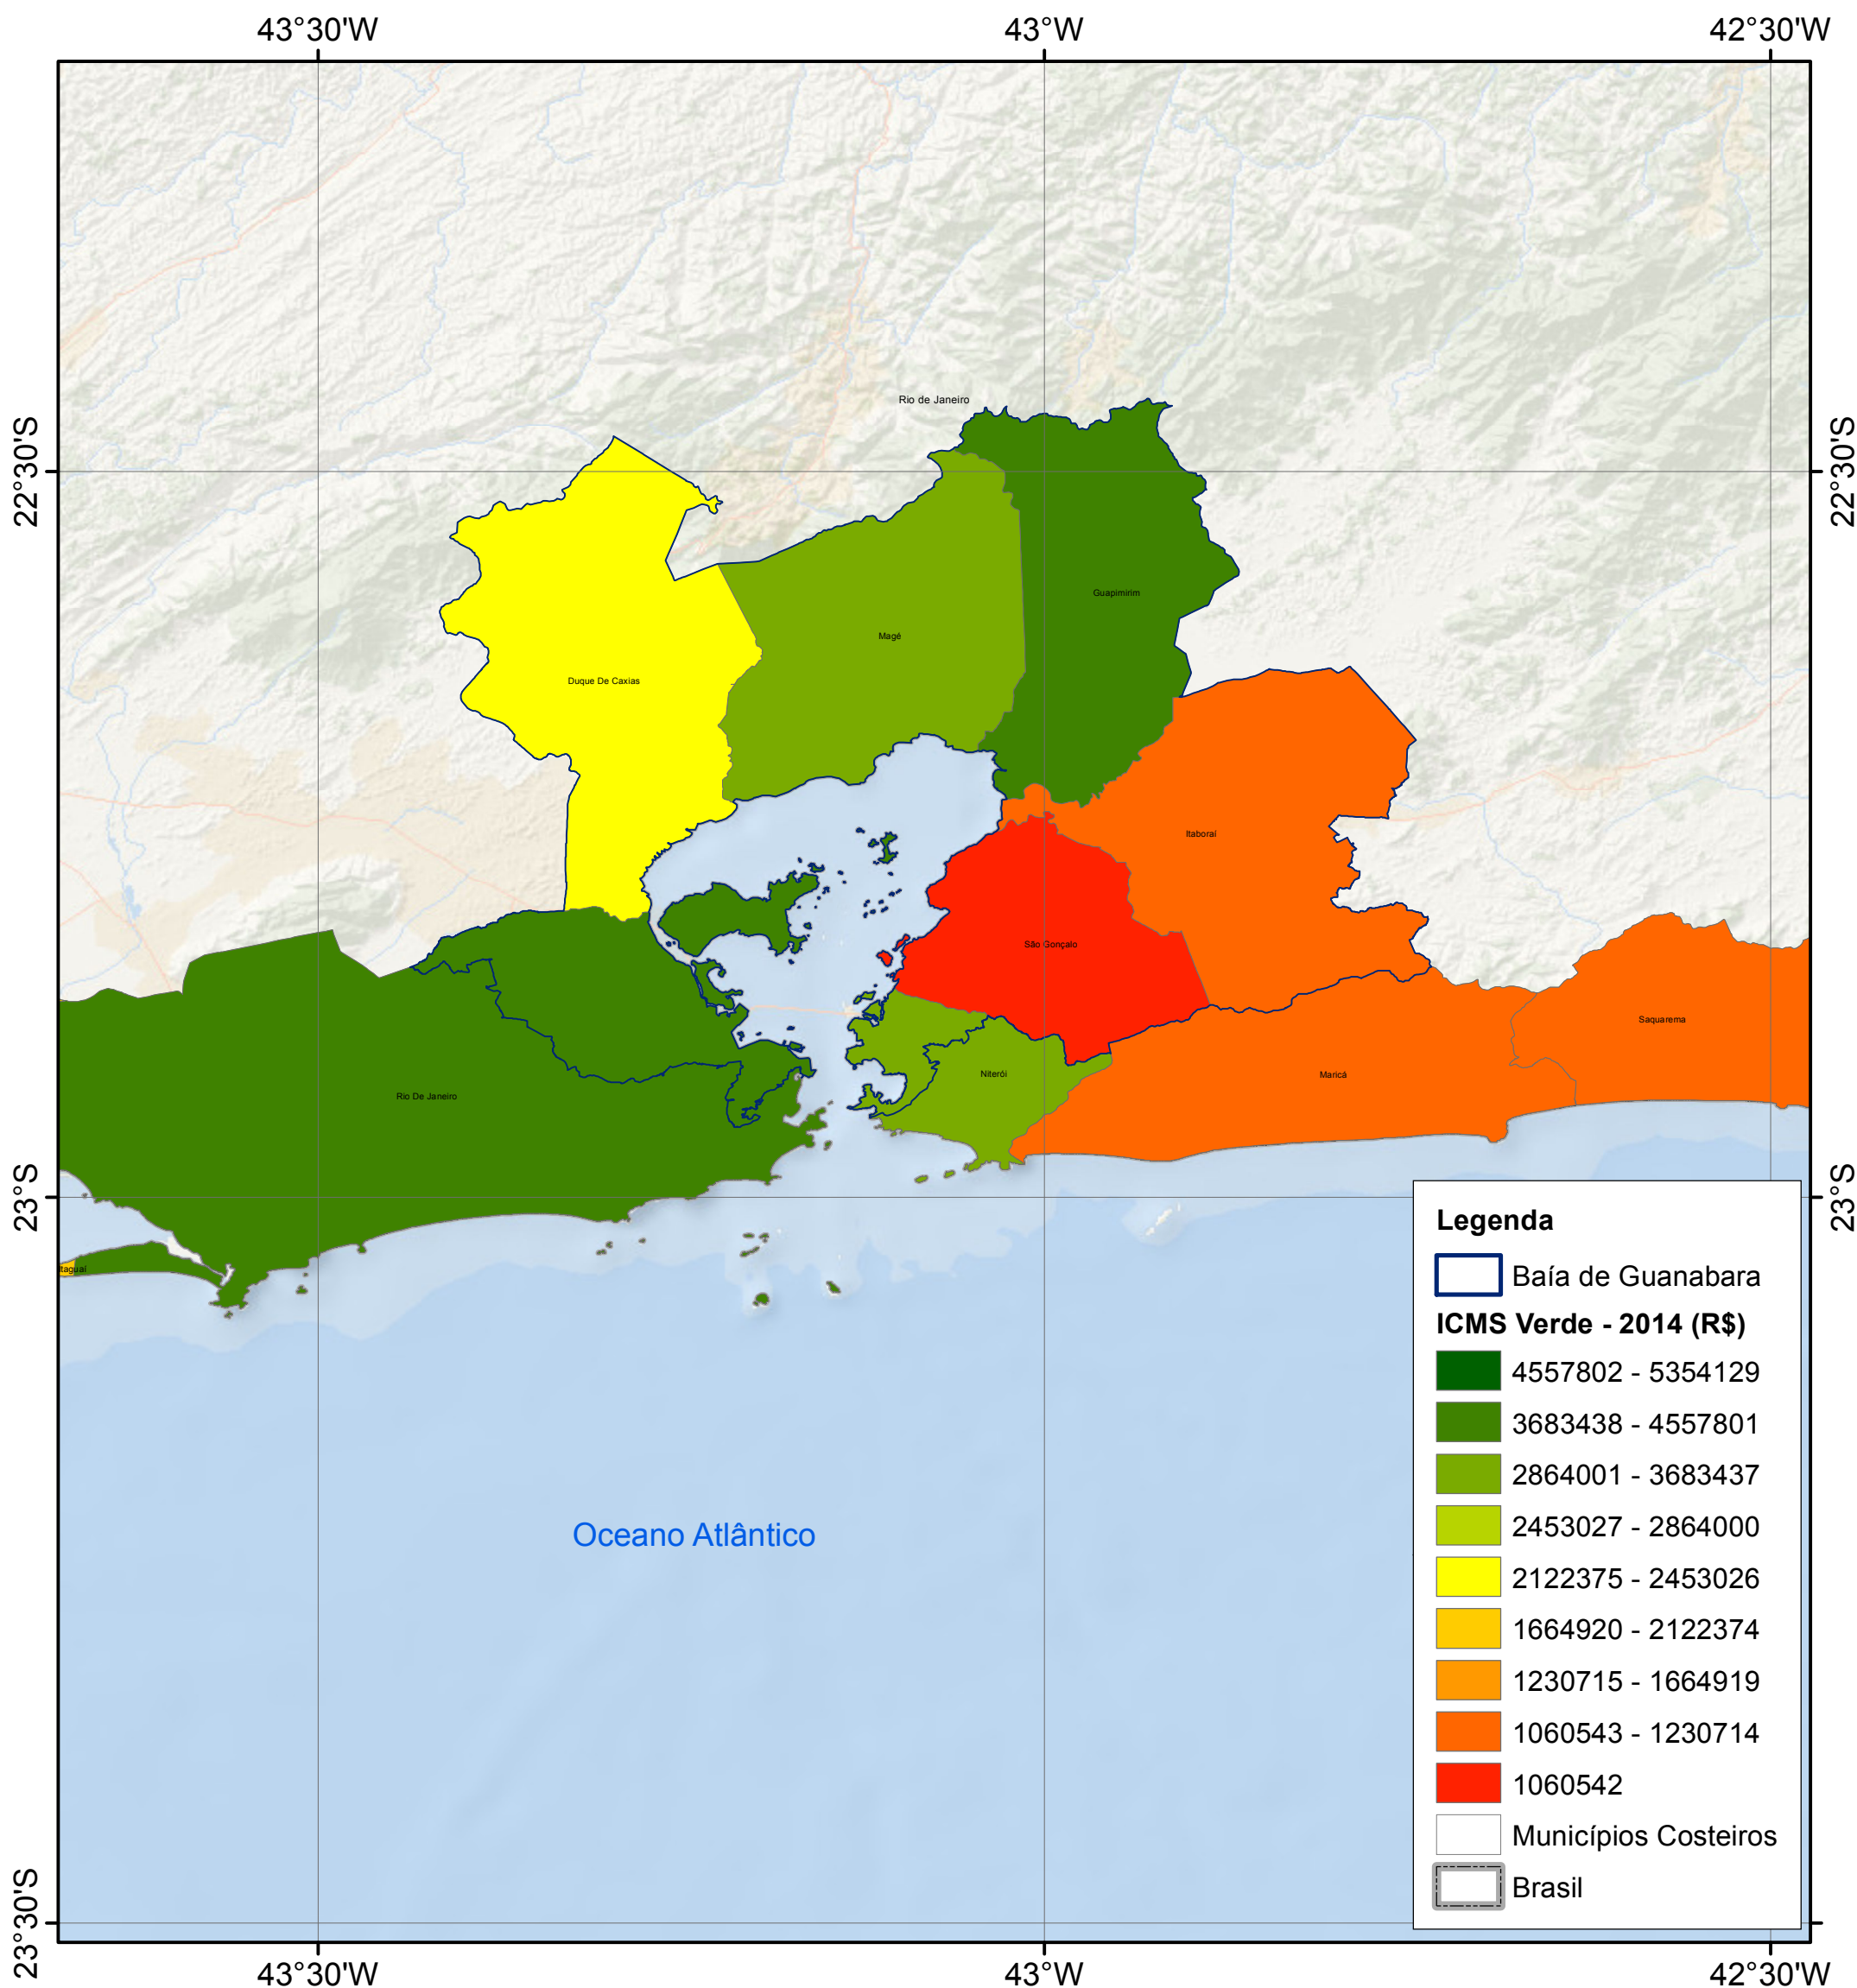 43°30'W 43°W 42°30'W
Rio de Janeiro
22°30'S 22°30'S
Guapimirim
Magé
Duque De Caxias
Itaboraí
São Gonçalo
Saquarema
Niterói
Maricá
Rio De Janeiro
23°S 23°S
Itaguaí
Legenda
Baía de Guanabara
ICMS Verde - 2014 (R$)
4557802 - 5354129
3683438 - 4557801
2864001 - 3683437
2453027 - 2864000
2122375 - 2453026
1664920 - 2122374
1230715 - 1664919
1060543 - 1230714
1060542
Municípios Costeiros
Brasil
Oceano Atlântico
23°30'S
43°30'W 43°W 42°30'W